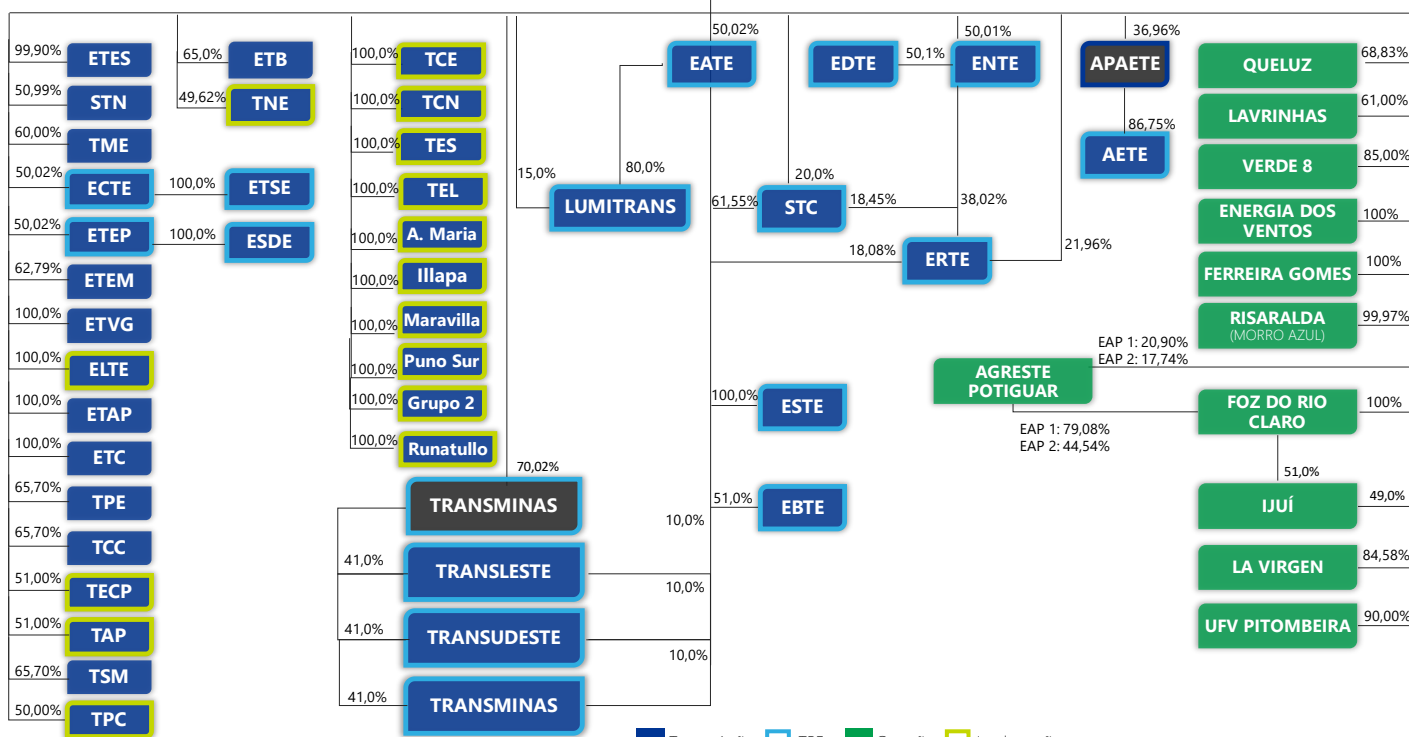 99,90%
ETES
50,99%
STN
60,00%
TME
50,02%
ECTE
100,0%
ETSE
50,02%
ETEP
100,0%
ESDE
62,79%
ETEM
100,0%
ETVG
100,0%
ELTE
100,0%
ETAP
100,0%
ETC
65,70%
TPE
65,70%
TCC
51,00%
TECP
51,00%
TAP
65,70%
TSM
50,00%
TPC
65,0%
ETB
49,62%
TNE
100,0%
TCE
100,0%
TCN
100,0%
TES
100,0%
TEL
100,0%
A. Maria
100,0%
Illapa
100,0%
Maravilla
100,0%
Puno Sur
100,0%
Grupo 2
100,0%
Runatullo
70,02%
TRANSMINAS
41,0%
TRANSLESTE
10,0%
41,0%
TRANSUDESTE
10,0%
41,0%
TRANSMINAS
10,0%
50,02%
EATE
15,0%
80,0%
LUMITRANS
EDTE
50,1%
50,01%
ENTE
61,55%
20,0%
STC
18,45%
38,02%
18,08%
ERTE
21,96%
100,0%
ESTE
51,0%
EBTE
36,96%
APAETE
86,75%
AETE
QUELUZ
68,83%
LAVRINHAS
61,00%
VERDE 8
85,00%
ENERGIA DOS
VENTOS
100%
FERREIRA GOMES
100%
RISARALDA
(MORRO AZUL)
99,97%
EAP 1: 20,90%
EAP 2: 17,74%
AGRESTE
POTIGUAR
EAP 1: 79,08%
EAP 2: 44,54%
FOZ DO RIO
CLARO
100%
51,0%
IJUÍ
49,0%
LA VIRGEN
84,58%
UFV PITOMBEIRA
90,00%